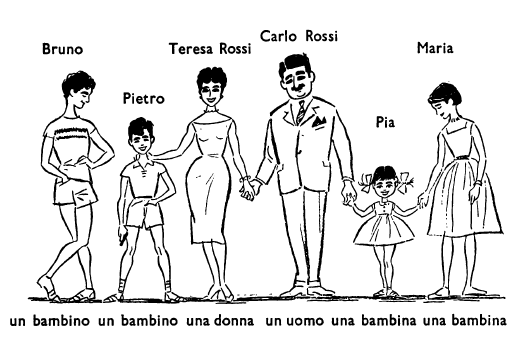 Carlo Rossi
Bruno Teresa Rossi Maria
Pietro
Pia
un bambino un bambino una donna un uomo una bambina una bambina